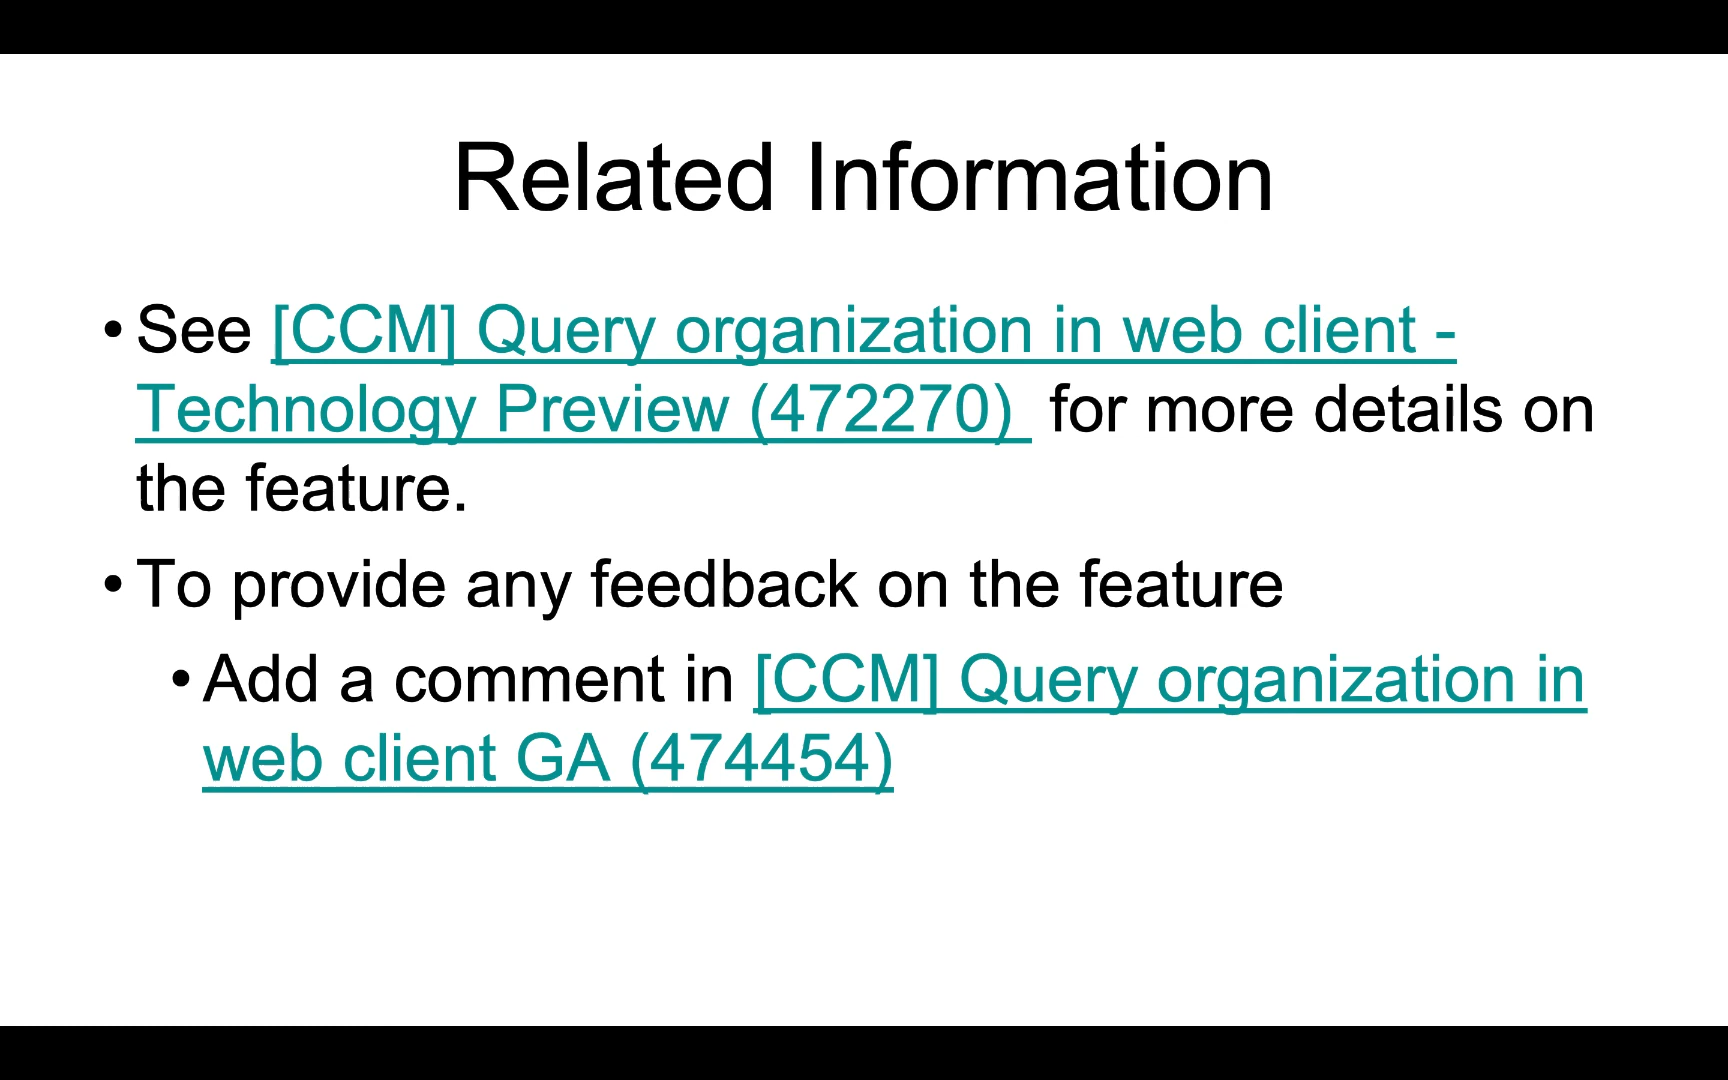 Related Information
• See [CCM] Query organization in web client -
Technology Preview (472270)  for more details on
the feature.
• To provide any feedback on the feature
• Add a comment in [CCM] Query organization in
web client GA (474454)